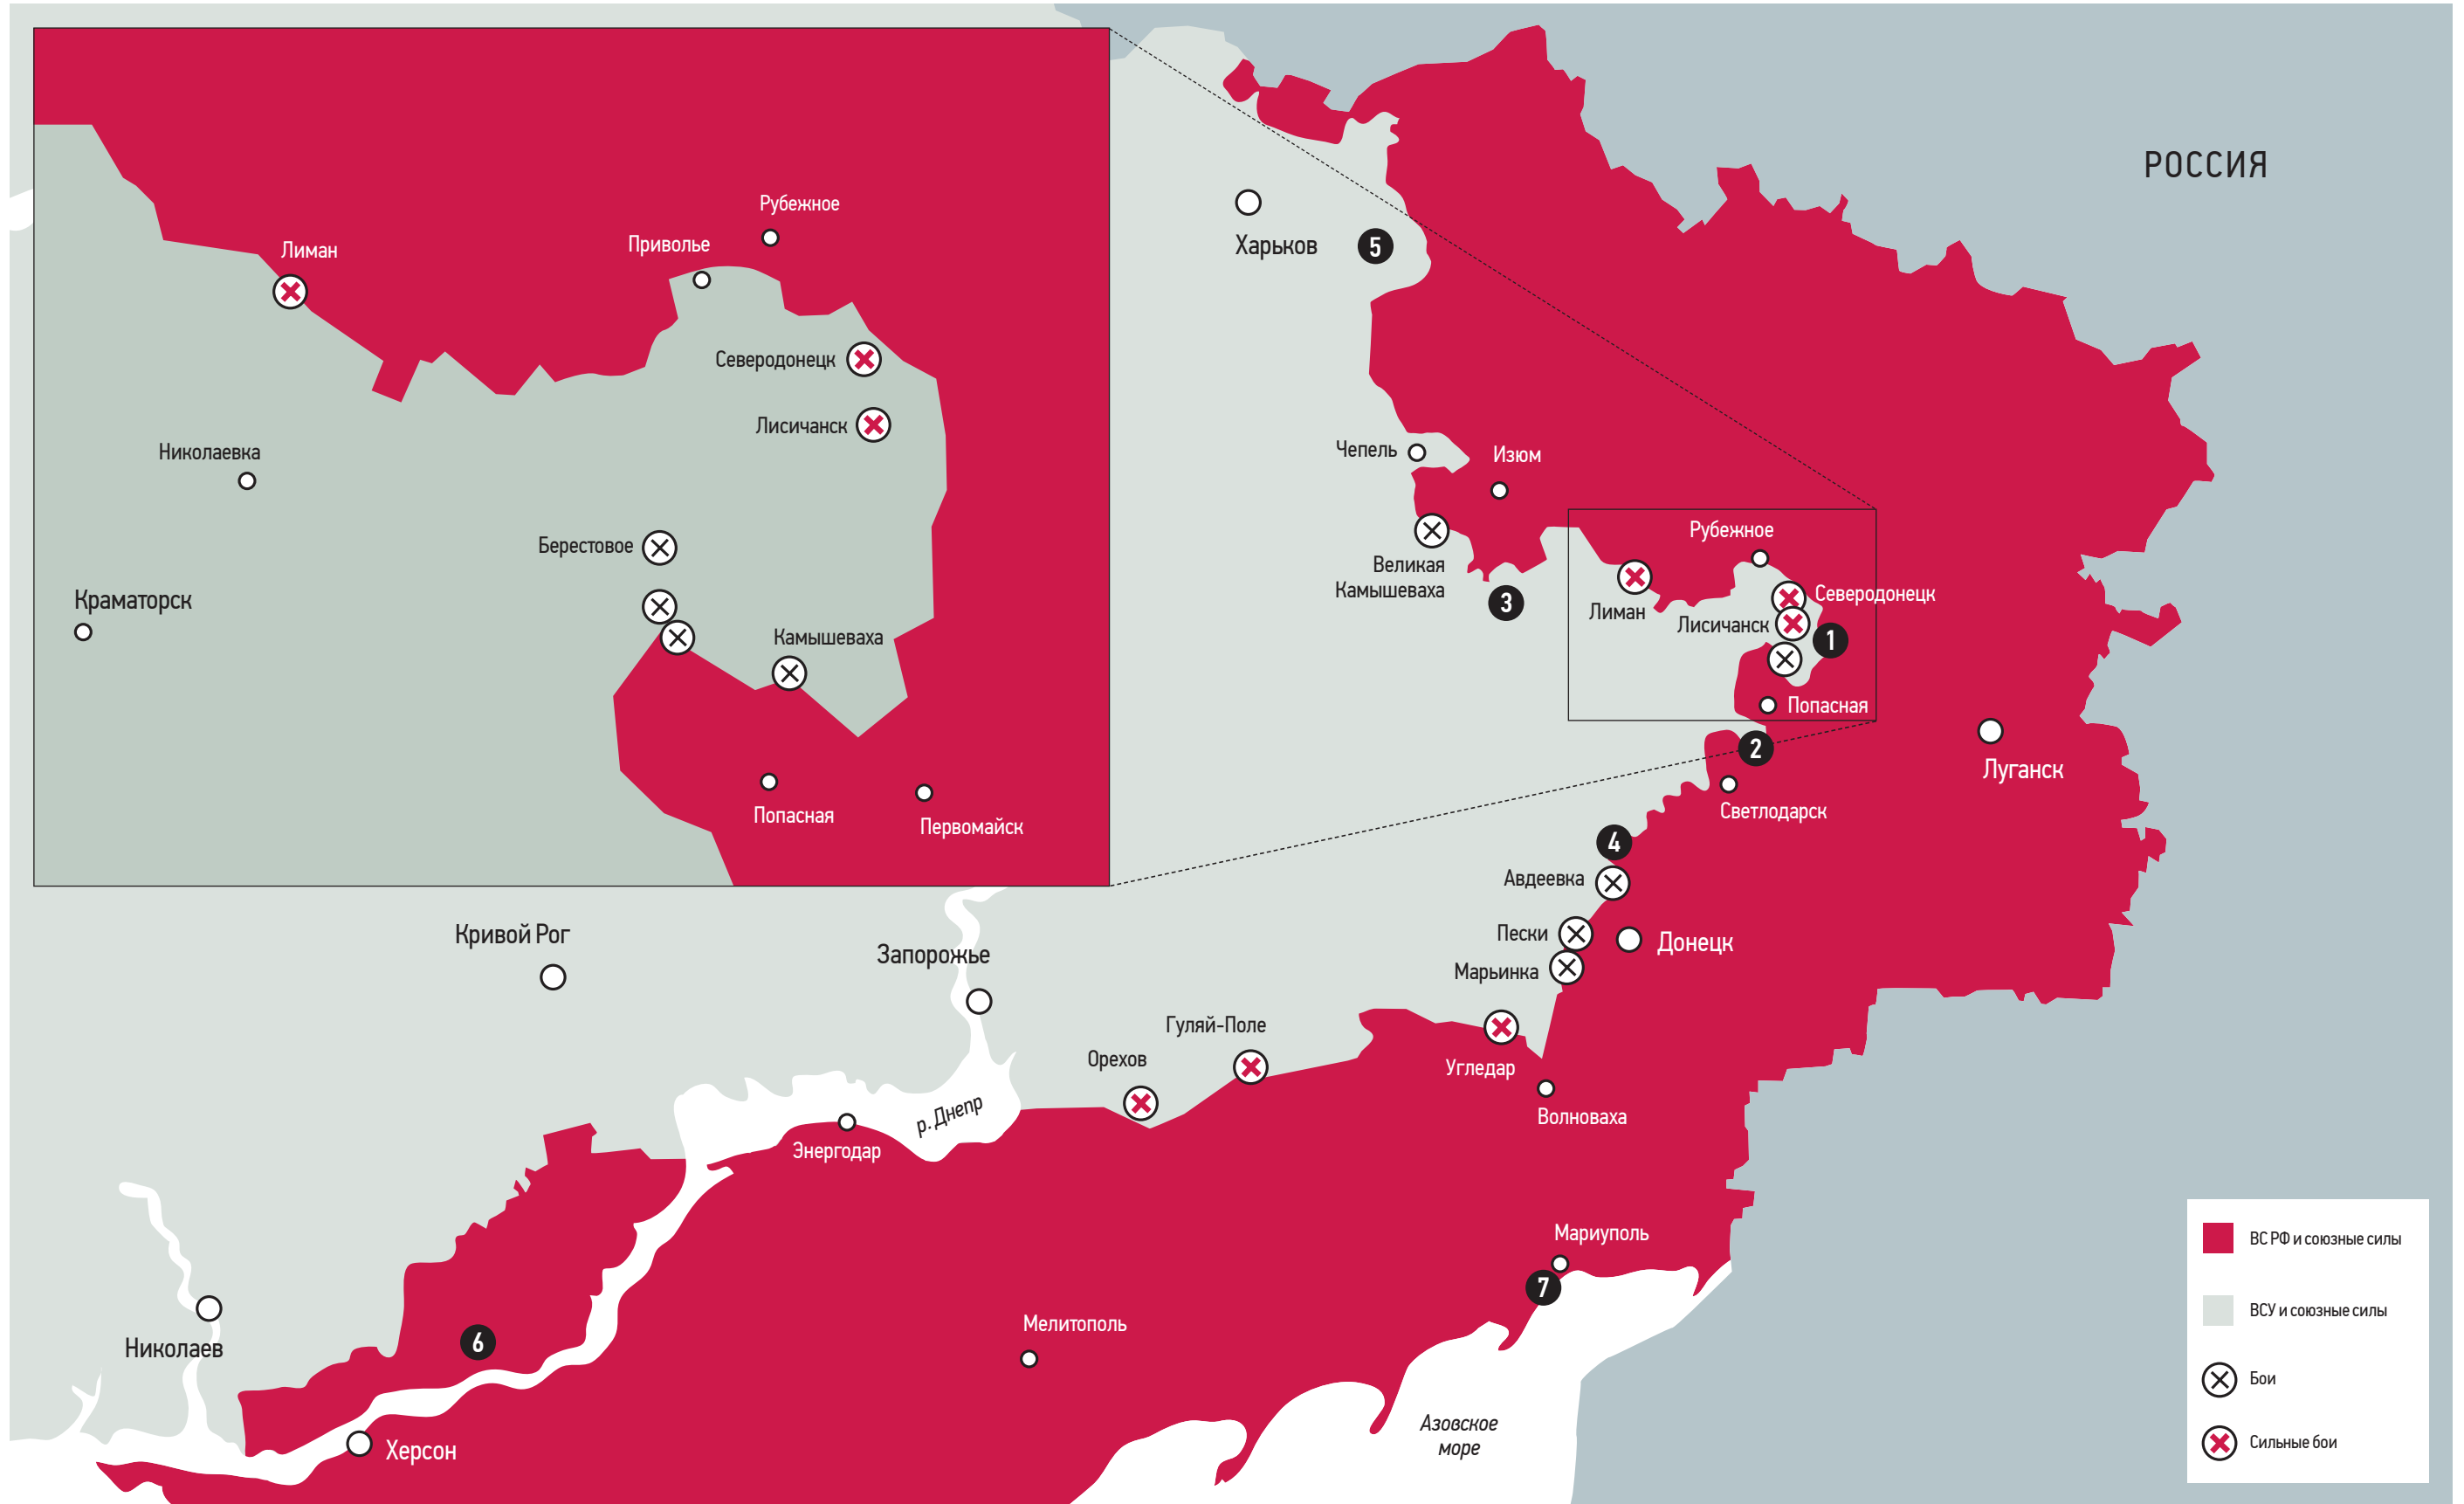 РОССИЯ
Рубежное
Приволье
Лиман
Северодонецк
Лисичанск
Николаевка
Берестовое
Краматорск
Камышеваха
Попасная
Первомайск
Харьков
5
Чепель
Изюм
Великая
Камышеваха
3
Рубежное
Лиман
Северодонецк
Лисичанск
1
Попасная
2
Луганск
Светлодарск
4
Авдеевка
Пески
Донецк
Марьинка
Кривой Рог
Запорожье
Гуляй-Поле
Орехов
Угледар
Волноваха
р. Днепр
Энергодар
Мариуполь
7
Мелитополь
Николаев
6
Херсон
Азовское
море
ВС РФ и союзные силы
ВСУ и союзные силы
Бои
Сильные бои